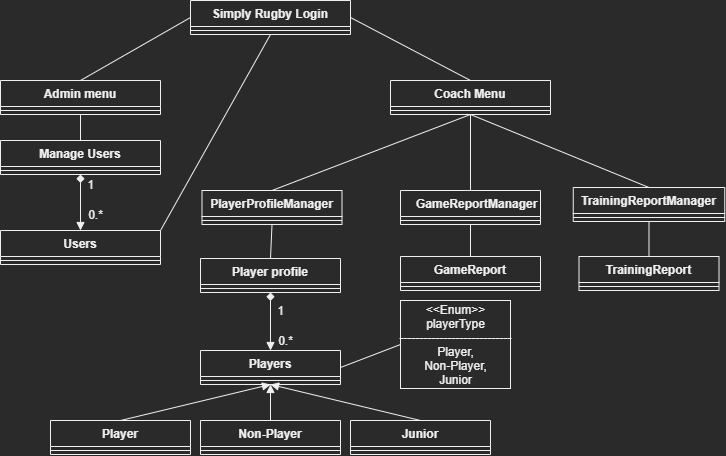 Simply Rugby Login
Admin menu
Coach Menu
Manage Users
1
0.*
Users
PlayerProfileManager
GameReportManager
TrainingReportManager
Player profile
GameReport
TrainingReport
1
0.*
<<Enum>>
playerType
Player,
Non-Player,
Junior
Players
Player
Non-Player
Junior